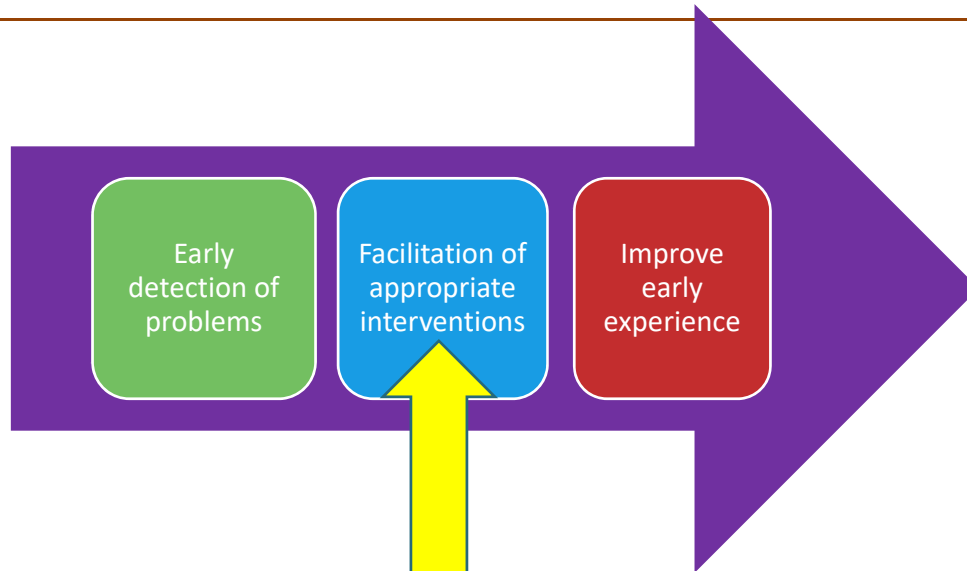 Early
detection of
problems
Facilitation of
appropriate
interventions
Improve
early
experience